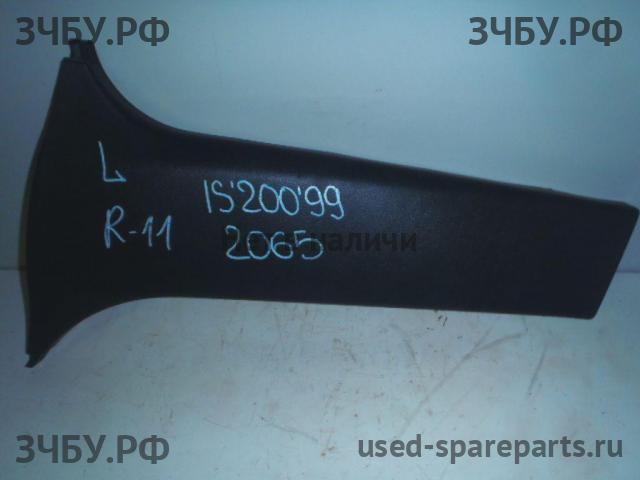 ЗЧБУ.РФ ЗЧБУ.РФ
L IS'200'99
R-11 2065
ЗЧБУ.РФ used-spareparts.ru